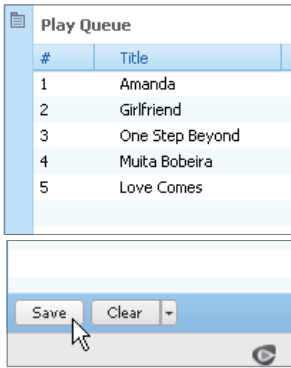 Play Queue
# Title
1 Amanda
2 Girlfriend
3 One Step Beyond
4 Muita Bobeira
5 Love Comes
Save Clear